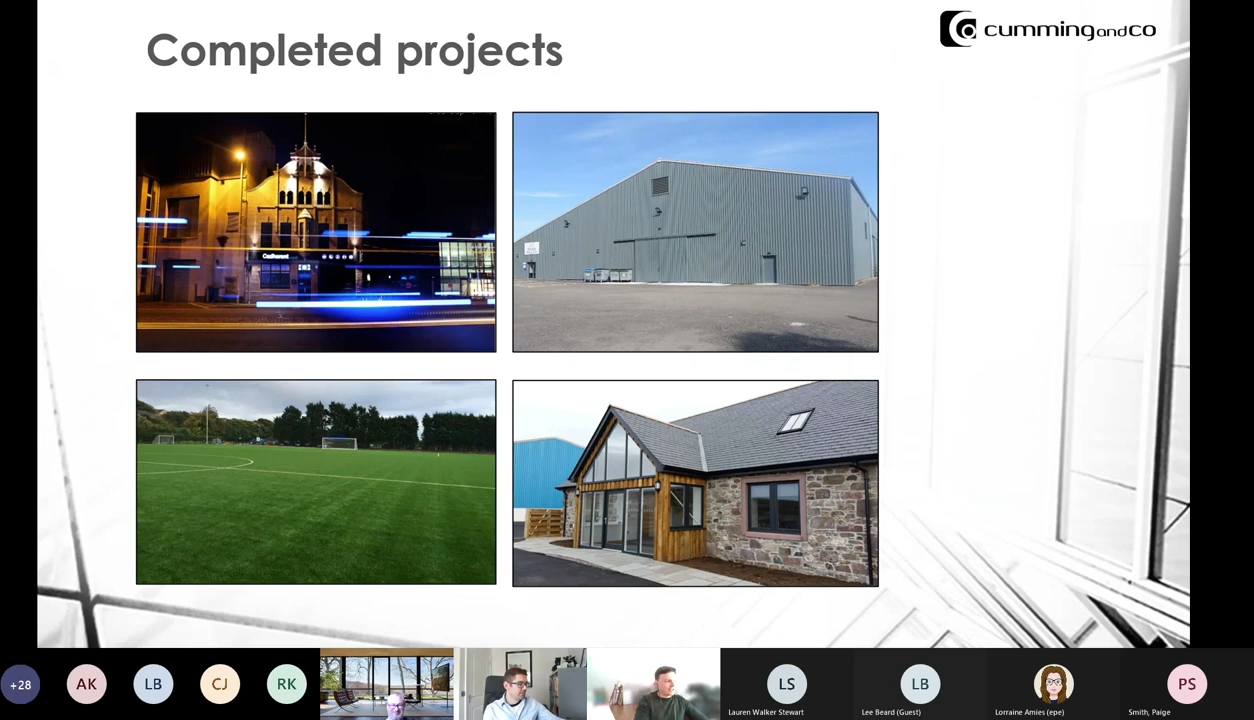 Completed projects
cummingandco
+28
AK
LB
CJ
RK
LS
Lauren Walker Stewart
LB
Lee Beard (Guest)
Lorraine Amies (epe)
PS
Smith, Paige